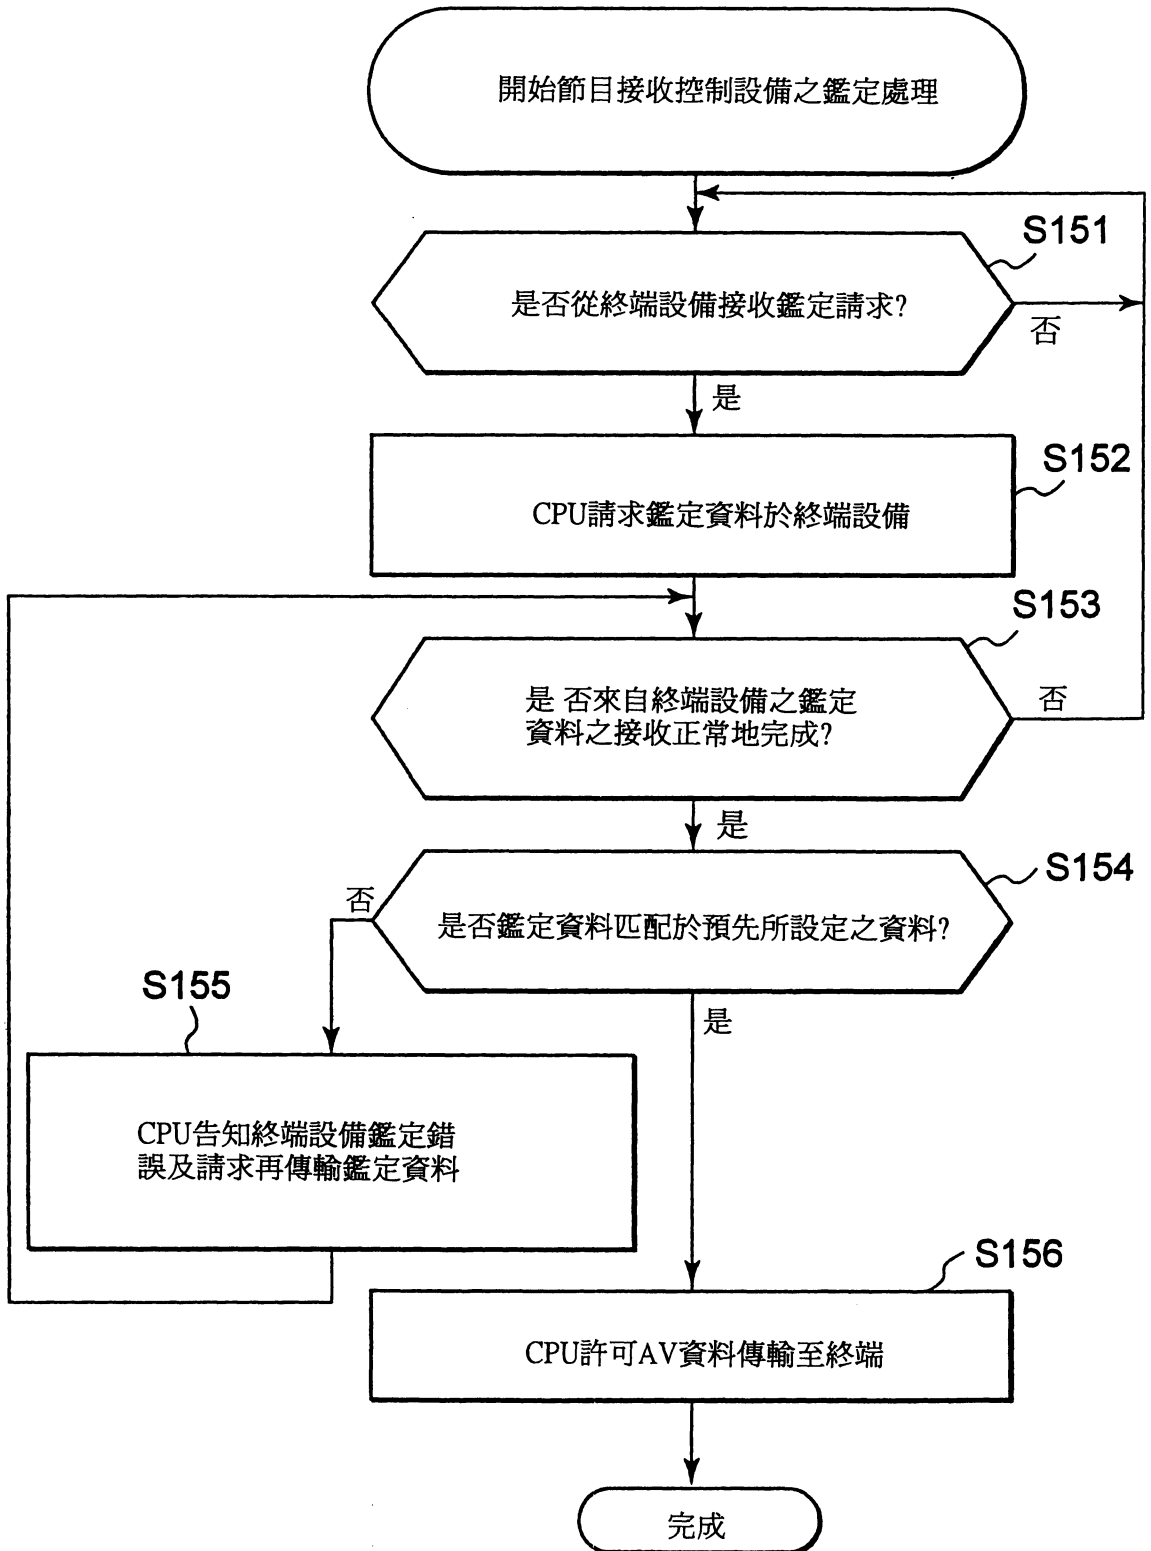 開始節目接收控制設備之鑑定處理
S151
是否從終端設備接收鑑定請求?
否
是
S152
CPU請求鑑定資料於終端設備
S153
是 否來自終端設備之鑑定
資料之接收正常地完成?
否
是
S154
否
是否鑑定資料匹配於預先所設定之資料?
S155
是
CPU告知終端設備鑑定錯
誤及請求再傳輸鑑定資料
S156
CPU許可AV資料傳輸至終端
完成